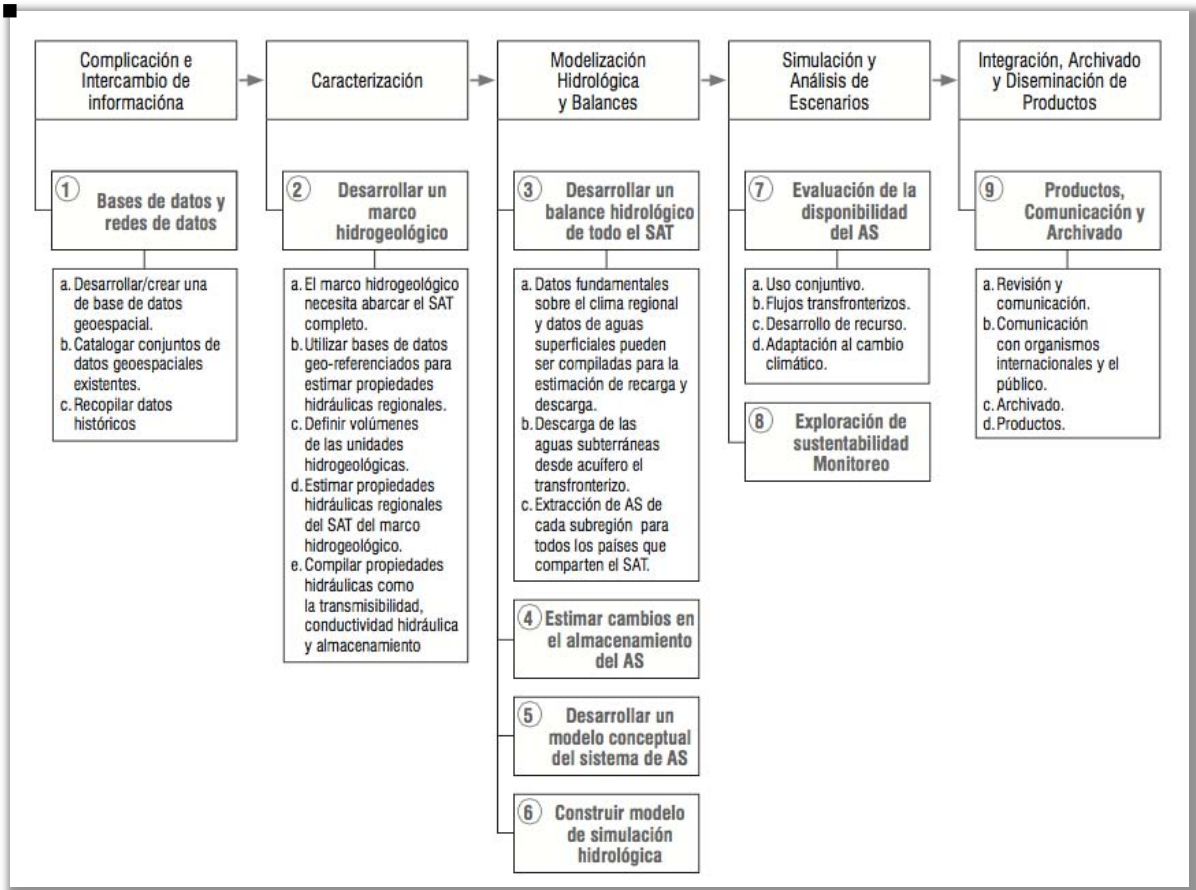 Complicación e
Intercambio de
informacióna
Caracterización
Modelización
Hidrológica
y Balances
Simulación y
Análisis de
Escenarios
Integración, Archivado
y Diseminación de
Productos
1
Bases de datos y
redes de datos
a. Desarrollar/crear una
de base de datos
geoespacial.
b. Catalogar conjuntos de
datos geoespaciales
existentes.
c. Recopilar datos
históricos
2
Desarrollar un
marco
hidrogeológico
a. El marco hidrogeológico
necesita abarcar el SAT
completo.
b. Utilizar bases de datos
geo-referenciados para
estimar propiedades
hidráulicas regionales.
c. Definir volúmenes
de las unidades
hidrogeológicas.
d. Estimar propiedades
hidráulicas regionales
del SAT del marco
hidrogeológico.
e. Compilar propiedades
hidráulicas como
la transmisibilidad,
conductividad hidráulica
y almacenamiento
3
Desarrollar un
balance hidrológico
de todo el SAT
a. Datos fundamentales
sobre el clima regional
y datos de aguas
superficiales pueden
ser compiladas para la
estimación de recarga y
descarga.
b. Descarga de las
aguas subterráneas
desde acuífero el
transfronterizo.
c. Extracción de AS de
cada subregión para
todos los países que
comparten el SAT.
4
Estimar cambios en
el almacenamiento
del AS
5
Desarrollar un
modelo conceptual
del sistema de AS
6
Construir modelo
de simulación
hidrológica
7
Evaluación de la
disponibilidad
del AS
a. Uso conjuntivo.
b. Flujos transfronterizos.
c. Desarrollo de recurso.
d. Adaptación al cambio
climático.
8
Exploración de
sustentabilidad
Monitoreo
9
Productos,
Comunicación y
Archivado
a. Revisión y
comunicación.
b. Comunicación
con organismos
internacionales y el
público.
c. Archivado.
d. Productos.